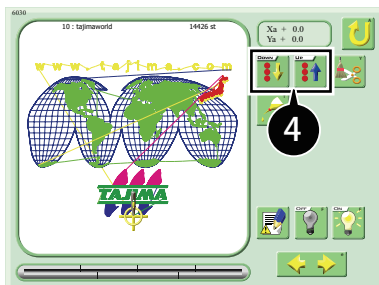 6030
10 : tajimaworld 14426 st
Xa + 0.0
Ya + 0.0
www.tajima.com
Down
Up
4
TAJIMA
OFF
ON